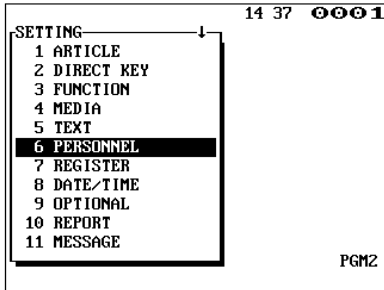 14 37 0001
SETTING ↓
1 ARTICLE
2 DIRECT KEY
3 FUNCTION
4 MEDIA
5 TEXT
6 PERSONNEL
7 REGISTER
8 DATE/TIME
9 OPTIONAL
10 REPORT
11 MESSAGE
PGM2